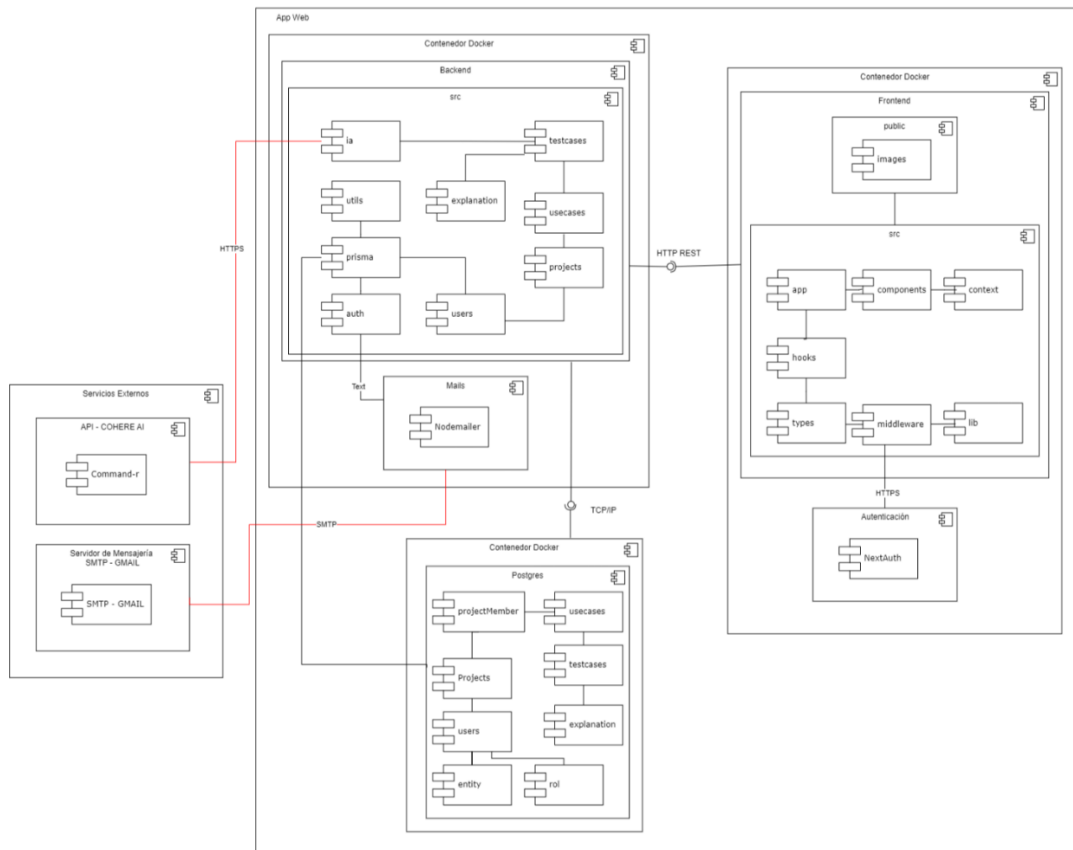 App Web
Contenedor Docker
Backend
src
ia
testcases
utils
explanation
usecases
prisma
projects
auth
users
HTTPS
Text
Mails
Nodemailer
HTTP REST
Contenedor Docker
Frontend
public
images
src
app
components
context
hooks
types
middleware
lib
HTTPS
Autenticación
NextAuth
Servicios Externos
API - COHERE AI
Command-r
Servidor de Mensajería
SMTP - GMAIL
SMTP - GMAIL
SMTP
TCP/IP
Contenedor Docker
Postgres
projectMember
usecases
Projects
testcases
users
explanation
entity
rol